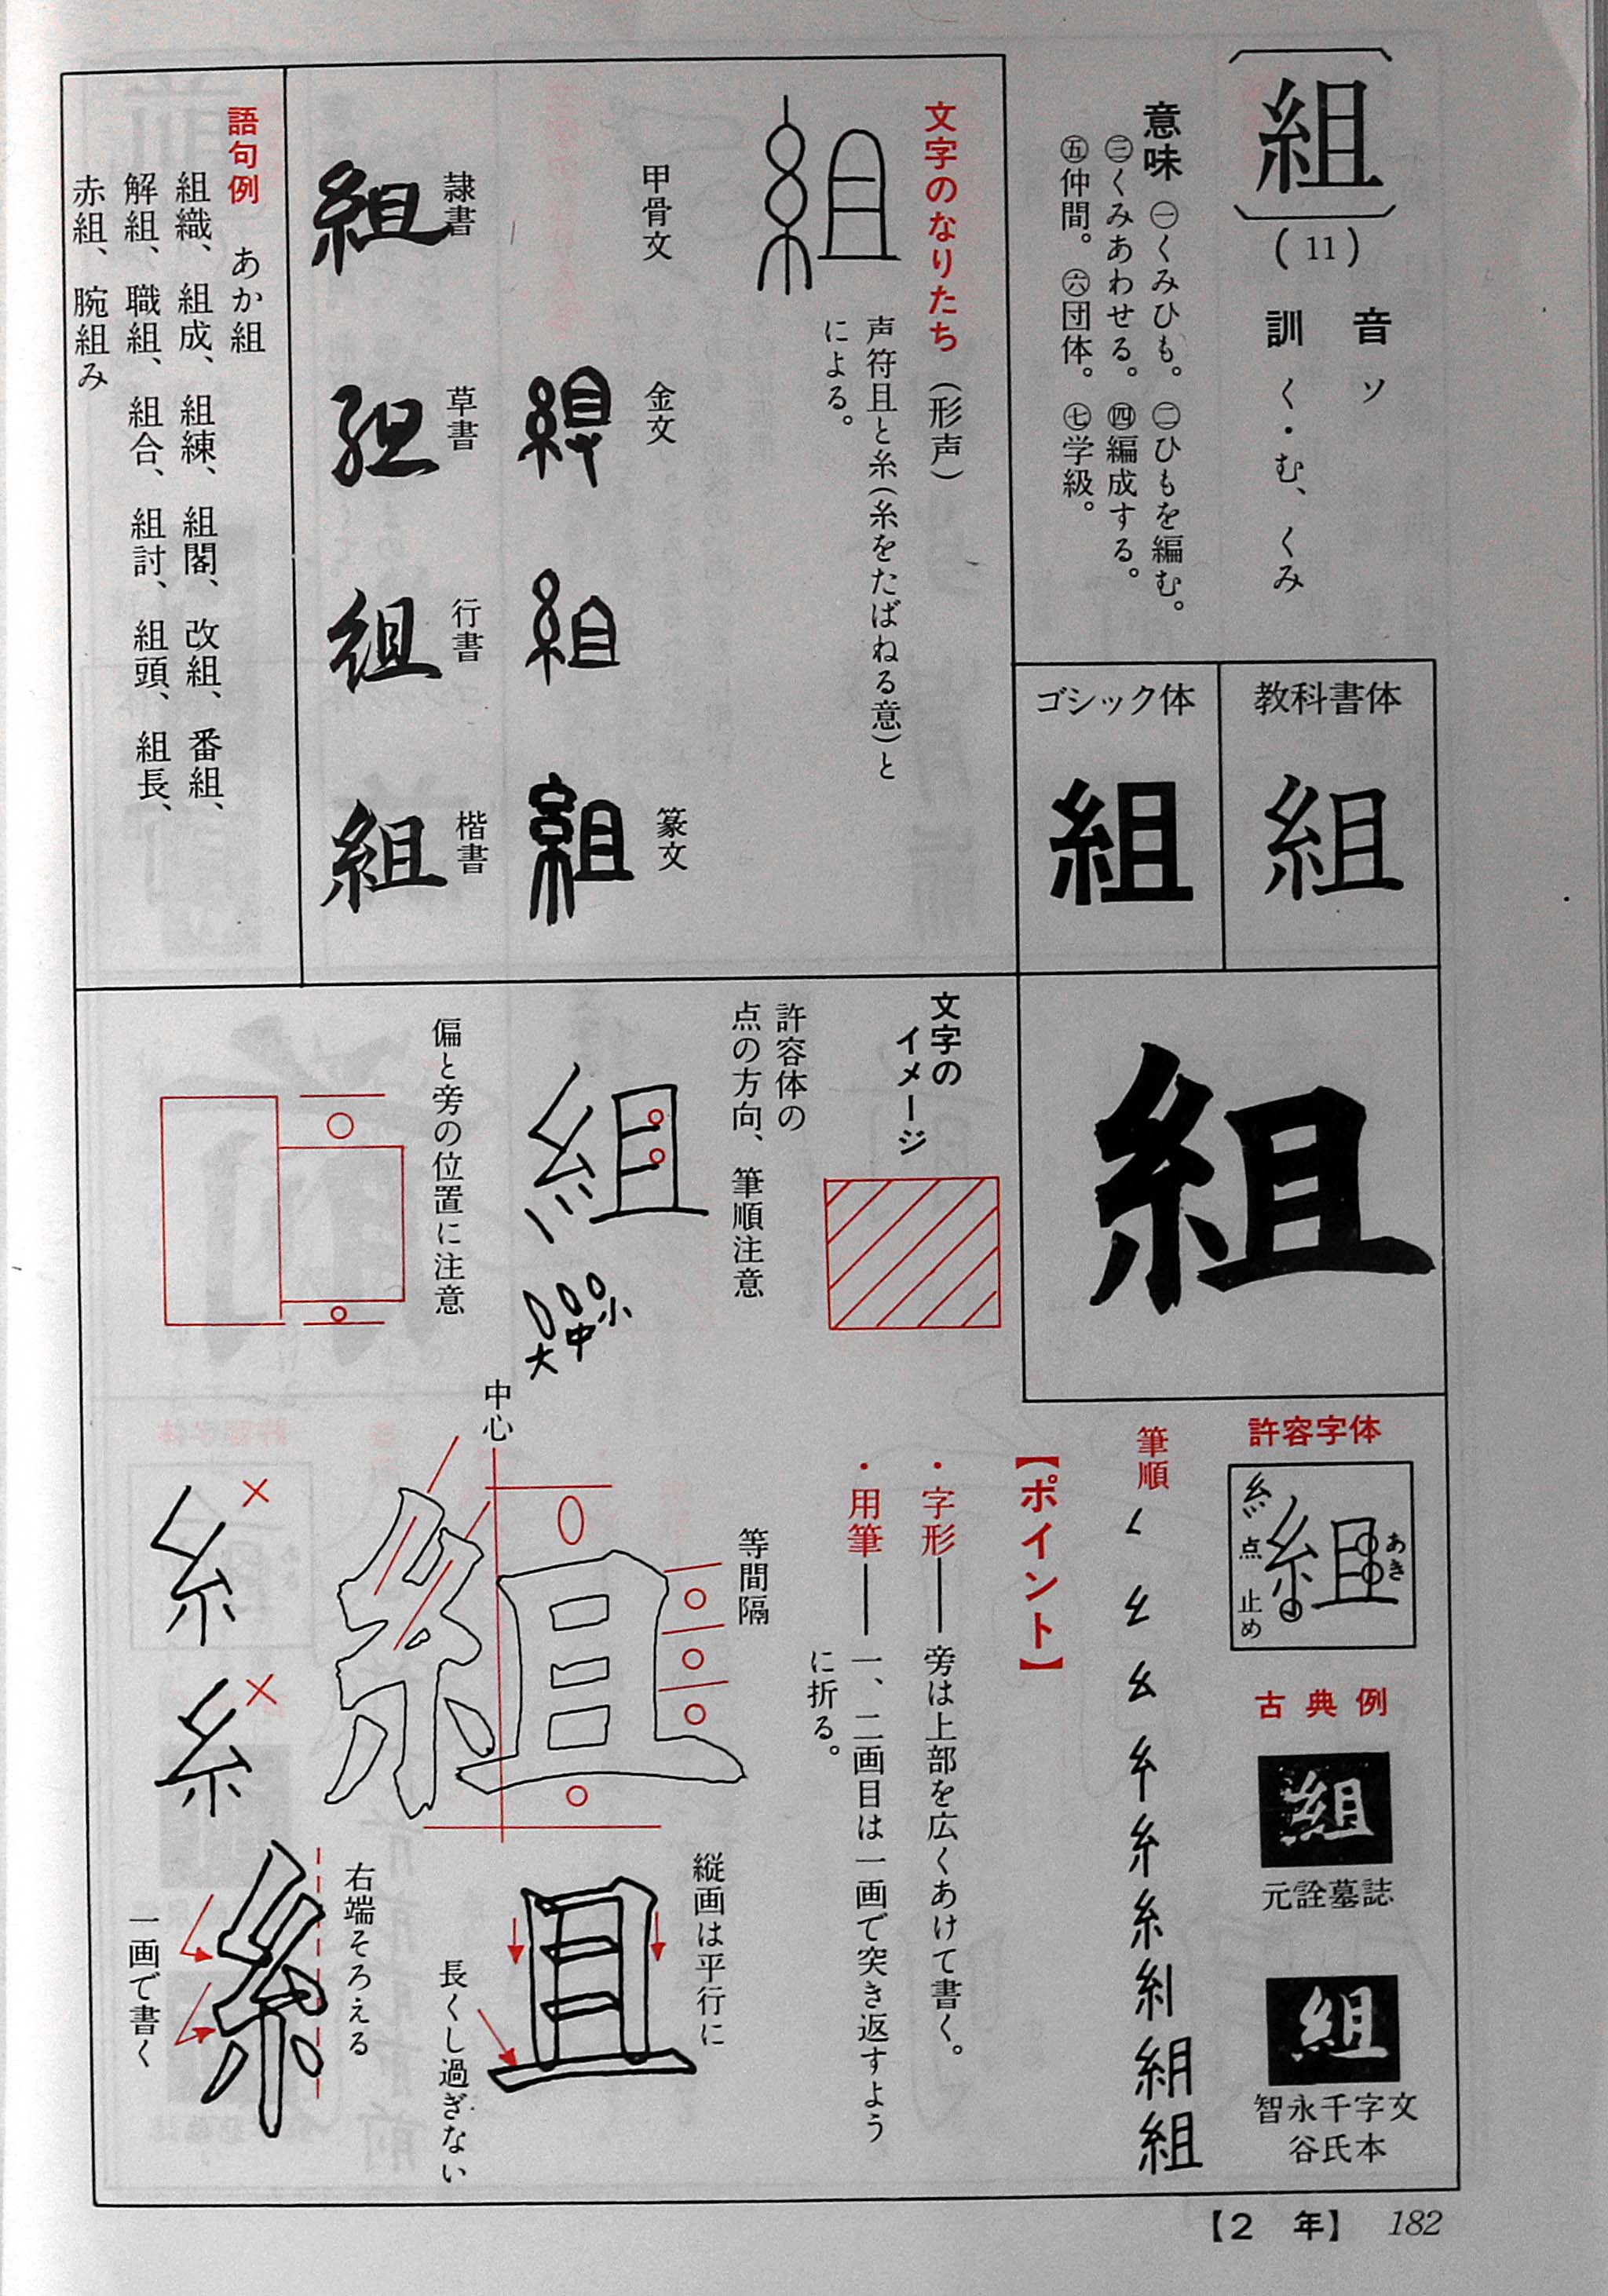 組
(11)
音 ソ
訓 く・む、くみ
意味 ㊀くみひも。㊁ひもを編む。
㊂くみあわせる。㊃編成する。
㊄仲間。㊅団体。㊆学級。
教科書体
組
ゴシック体
組
文字のなりたち(形声)
声符且と糸(糸をたばねる意)と
による。
甲骨文
金文
篆文
組
組
組
隷書
草書
行書
楷書
組
組
組
組
語句例 あか組
組織、組成、組練、組閣、改組、番組、
解組、職組、組合、組討、組頭、組長、
赤組、腕組み
組
文字の
イメージ
許容体の
点の方向、筆順注意
組
小
中
大
偏と旁の位置に注意
許容字体
組
あき
糸
点
止め
古典例
組
元詮墓誌
組
智永千字文
谷氏本
筆順
組
【ポイント】
・字形──旁は上部を広くあけて書く。
・用筆──一、二画目は一画で突き返すよう
に折る。
等間隔
中心
組
縦画は平行に
且
長くし過ぎない
糸
糸
右端そろえる
糸
一画で書く
【2 年】 182